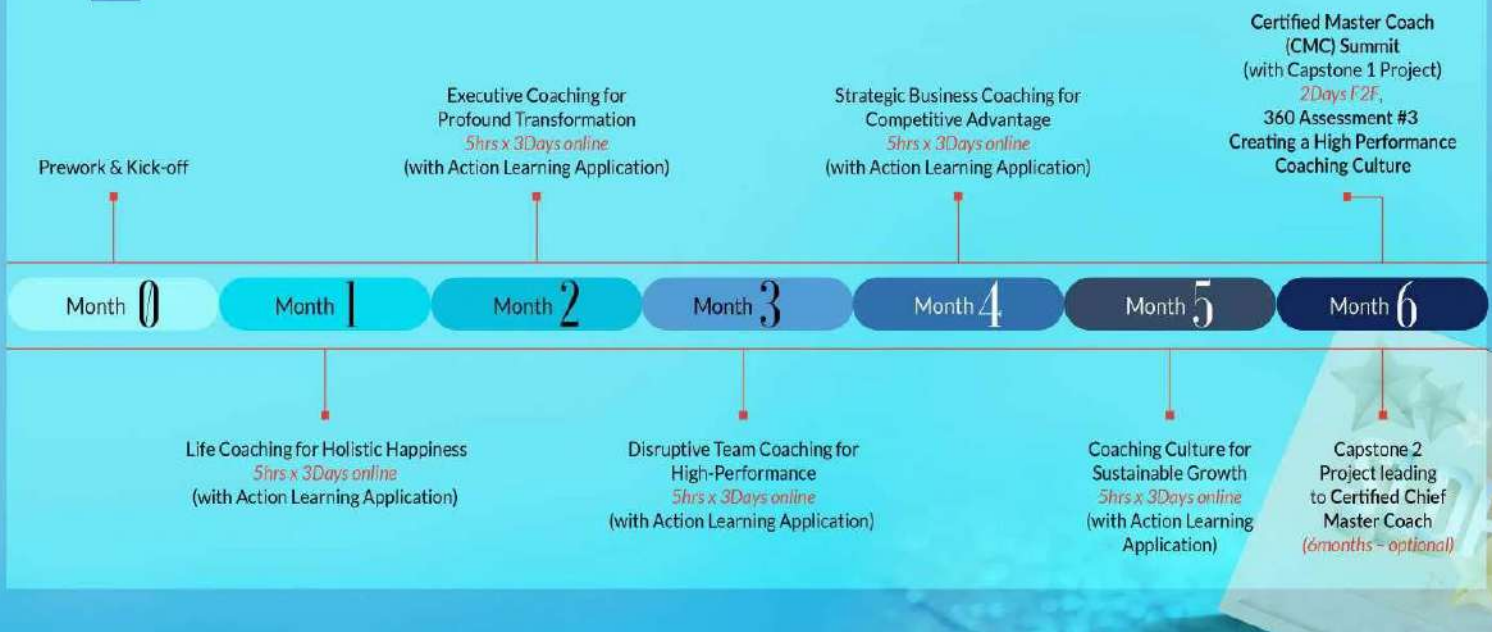 Certified Master Coach
(CMC) Summit
(with Capstone 1 Project)
2Days F2F,
360 Assessment #3
Creating a High Performance
Coaching Culture
Executive Coaching for
Profound Transformation
5hrs x 3Days online
(with Action Learning Application)
Strategic Business Coaching for
Competitive Advantage
5hrs x 3Days online
(with Action Learning Application)
Prework & Kick-off
Month 0
Month 1
Month 2
Month 3
Month 4
Month 5
Month 6
Life Coaching for Holistic Happiness
5hrs x 3Days online
(with Action Learning Application)
Disruptive Team Coaching for
High-Performance
5hrs x 3Days online
(with Action Learning Application)
Coaching Culture for
Sustainable Growth
5hrs x 3Days online
(with Action Learning
Application)
Capstone 2
Project leading
to Certified Chief
Master Coach
(6months – optional)